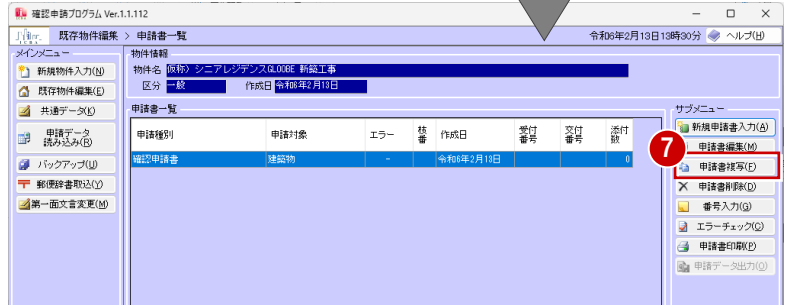 確認申請プログラム Ver.1.1.112
既存物件編集 > 申請書一覧
令和06年2月13日13時30分
ヘルプ(H)
メインメニュー
新規物件入力(N)
既存物件編集(E)
共通データ(K)
申請データ
読み込み(R)
バックアップ(U)
郵便辞書取込(Y)
第一面文言変更(M)
物件情報
物件名 (仮称) シニアレジデンスGLOOBE 新築工事
区分 一般 作成日 令和6年2月13日
申請書一覧
申請種別 申請対象 エラー 枝番 作成日 受付番号 交付番号 添付数
確認申請書 建築物 - 令和6年2月13日 0
サブメニュー
新規申請書入力(A)
申請書編集(M)
7
申請書複写(F)
申請書削除(D)
番号入力(G)
エラーチェック(C)
申請書印刷(P)
申請データ出力(O)